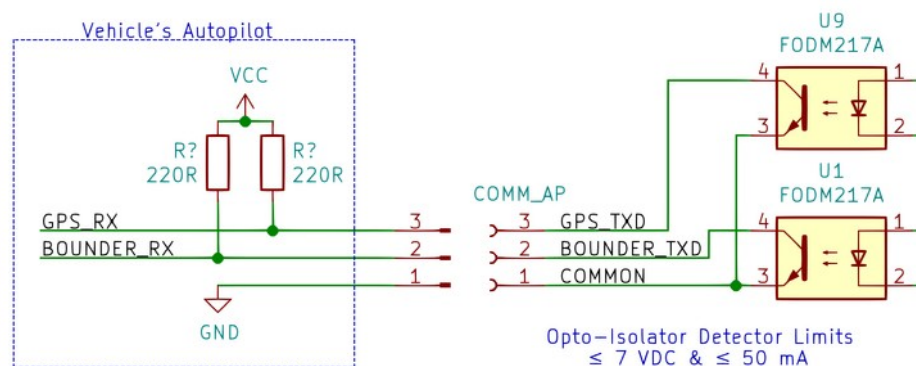 Vehicle's Autopilot
VCC
R?
220R
R?
220R
GPS_RX
BOUNDER_RX
GND
3
2
1
COMM_AP
3
2
1
GPS_TXD
BOUNDER_TXD
COMMON
U9
FODM217A
4
3
1
2
U1
FODM217A
4
3
1
2
Opto-Isolator Detector Limits
≤ 7 VDC & ≤ 50 mA